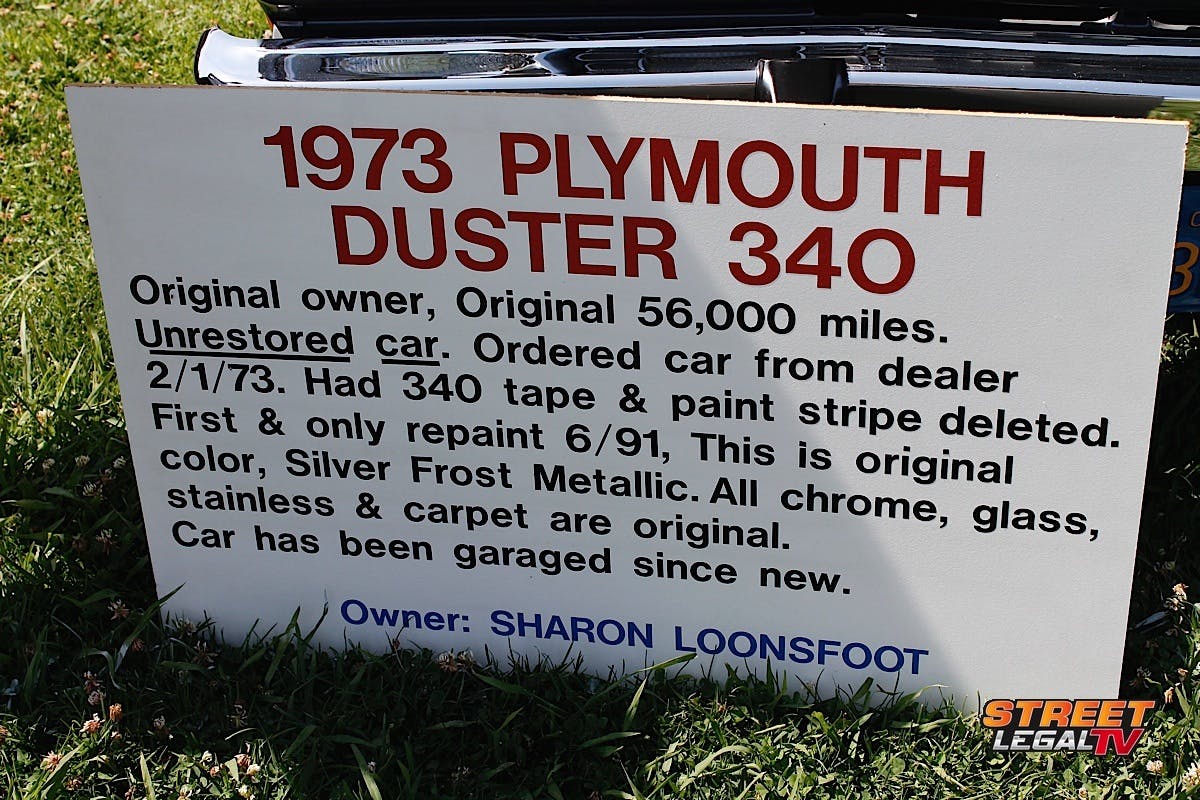 1973 PLYMOUTH
DUSTER 340
Original owner, Original 56,000 miles.
Unrestored car. Ordered car from dealer
2/1/73. Had 340 tape & paint stripe deleted.
First & only repaint 6/91, This is original
color, Silver Frost Metallic. All chrome, glass,
stainless & carpet are original.
Car has been garaged since new.
Owner: SHARON LOONSFOOT
3
STREET
LEGALTV